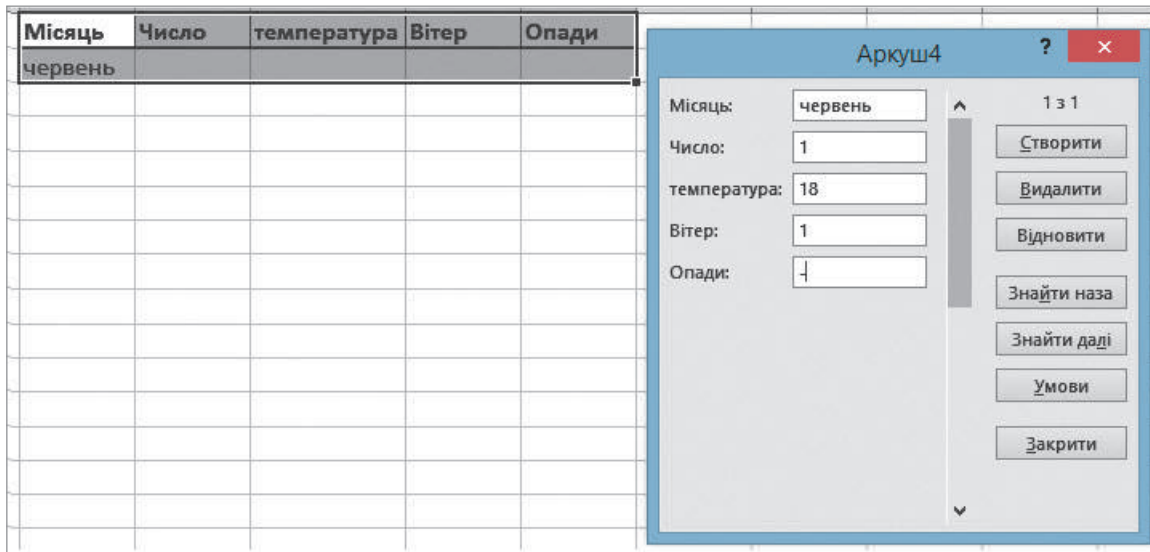 Місяць Число температура Вітер Опади
червень
Аркуш4 ? ×
Місяць: червень
Число: 1
температура: 18
Вітер: 1
Опади: -
1 з 1
Створити
Видалити
Відновити
Знайти наза
Знайти далі
Умови
Закрити